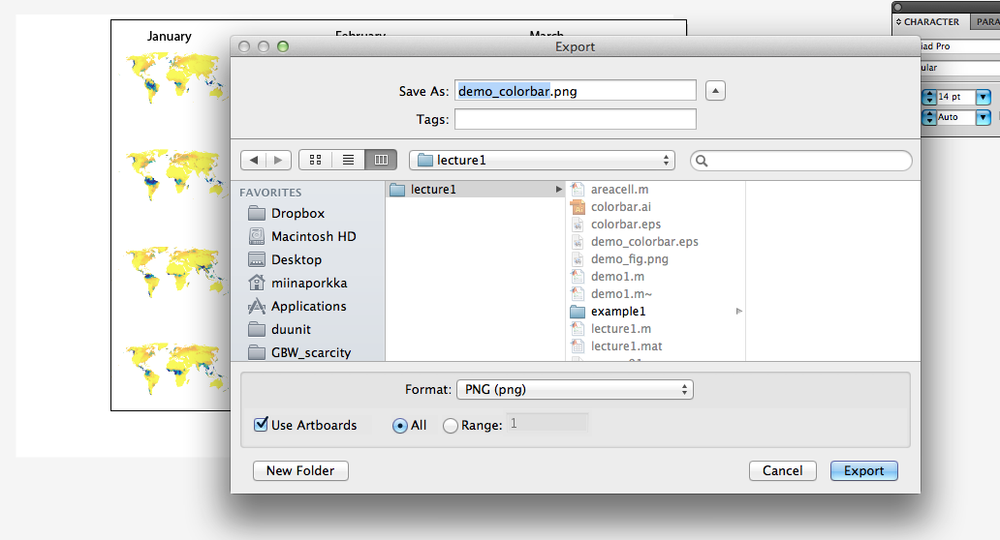 January February March
CHARACTER PARA
Export
iad Pro
ular
14 pt
Auto
Save As: demo_colorbar.png
Tags:
lecture1
FAVORITES
Dropbox
Macintosh HD
Desktop
miinaporkka
Applications
duunit
GBW_scarcity
lecture1
areacell.m
colorbar.ai
colorbar.eps
demo_colorbar.eps
demo_fig.png
demo1.m
demo1.m~
example1
lecture1.m
lecture1.mat
Format: PNG (png)
Use Artboards All Range: 1
New Folder Cancel Export